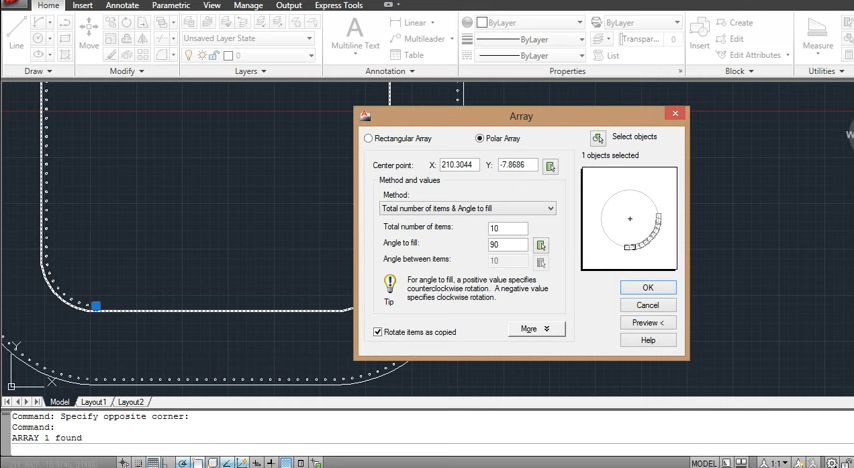 Home Insert Annotate Parametric View Manage Output Express Tools
Line
Move
Unsaved Layer State
0
Multiline Text
Linear
Multileader
Table
ByLayer
ByLayer
ByLayer
ByLayer
Transpar... 0
List
Insert
Create
Edit
Edit Attributes
Measure
Draw Modify Layers Annotation Properties Block Utilities
Array
Rectangular Array
Polar Array
Select objects
1 objects selected
Center point: X: 210.3044 Y: -7.8686
Method and values
Method:
Total number of items & Angle to fill
Total number of items: 10
Angle to fill: 90
Angle between items: 10
Tip
For angle to fill, a positive value specifies
counterclockwise rotation. A negative value
specifies clockwise rotation.
Rotate items as copied
More
OK
Cancel
Preview <
Help
W
Y
X
Model Layout1 Layout2
Command: Specify opposite corner:
Command:
ARRAY 1 found
MODEL
1:1